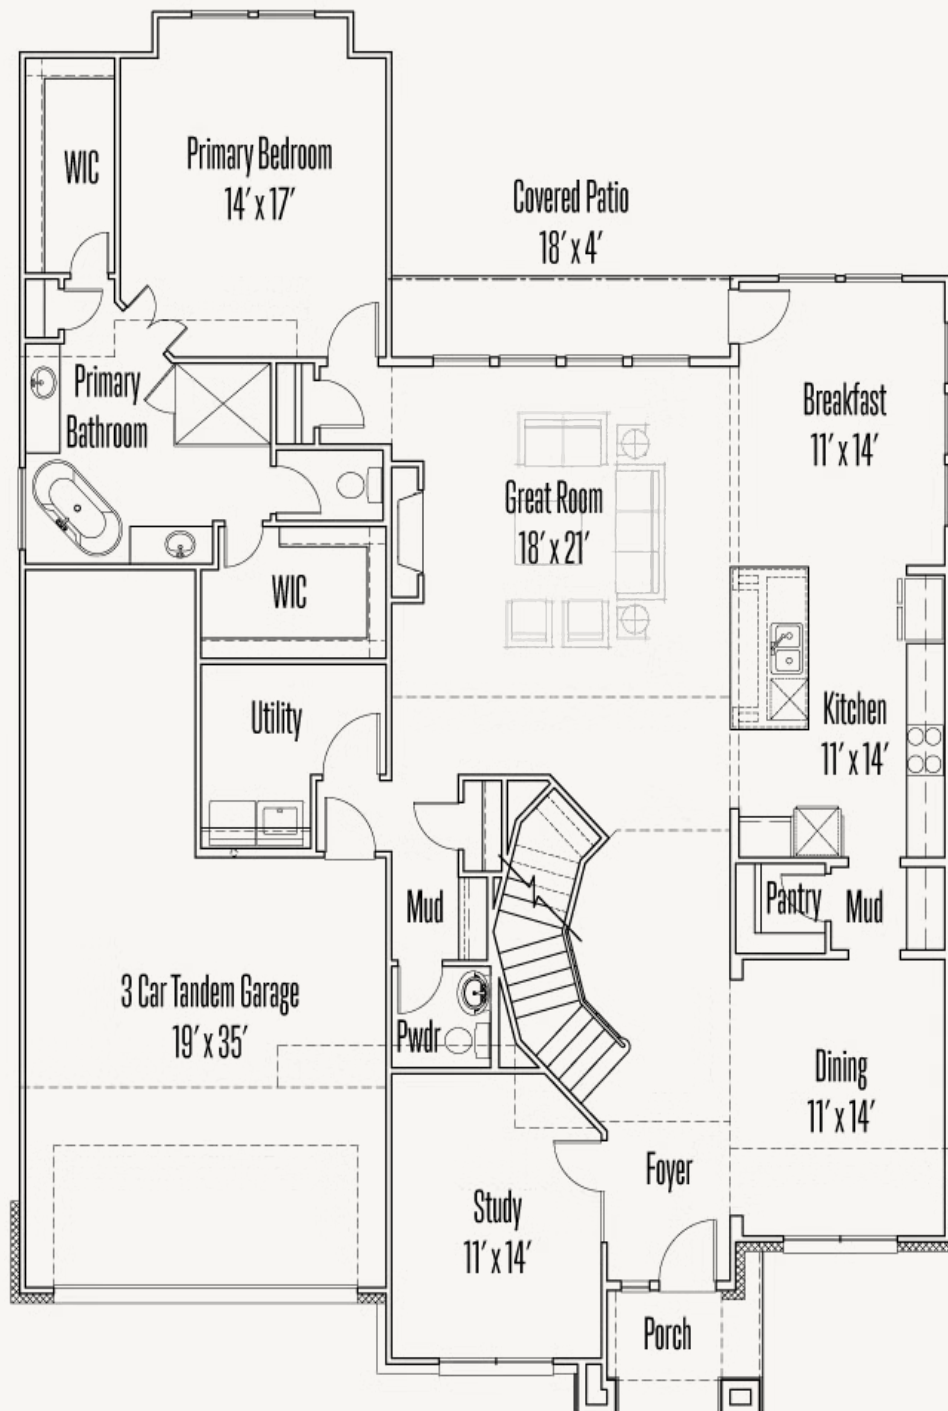 WIC
Primary Bedroom
14' x 17'
Covered Patio
18' x 4'
Primary
Bathroom
Breakfast
11' x 14'
Great Room
18' x 21'
WIC
Utility
Kitchen
11' x 14'
Mud
Pantry
Mud
3 Car Tandem Garage
19' x 35'
Pwdr
Dining
11' x 14'
Foyer
Study
11' x 14'
Porch